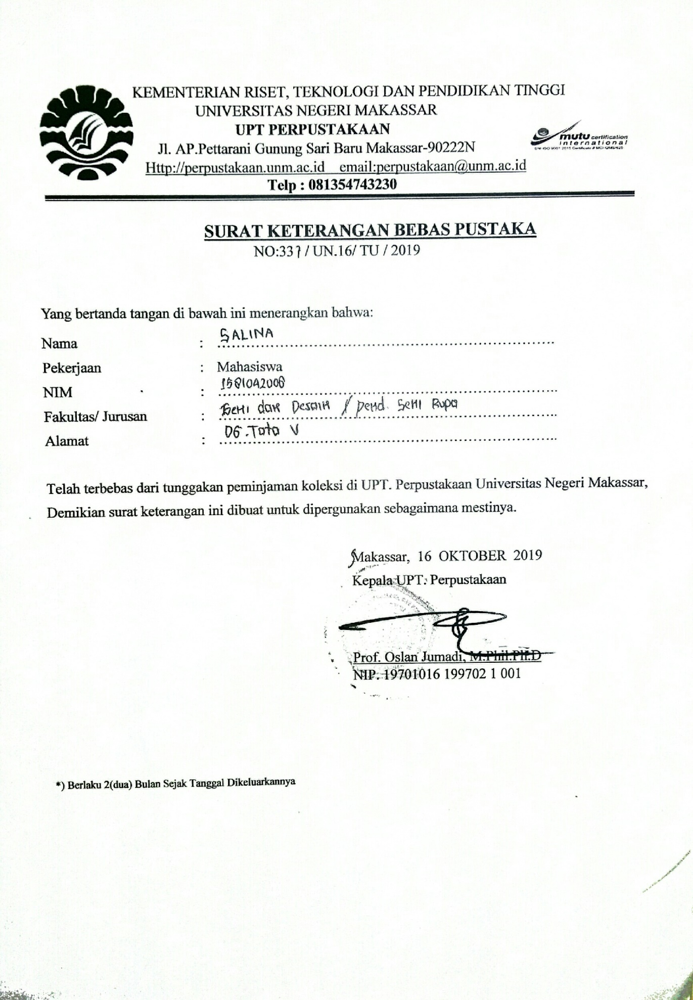 KEMENTERIAN RISET, TEKNOLOGI DAN PENDIDIKAN TINGGI
UNIVERSITAS NEGERI MAKASSAR
UPT PERPUSTAKAAN
Jl. AP.Pettarani Gunung Sari Baru Makassar-90222N
Http://perpustakaan.unm.ac.id email:perpustakaan@unm.ac.id
Telp : 081354743230
mutu certification
international
SURAT KETERANGAN BEBAS PUSTAKA
NO:337 / UN.16/ TU / 2019
Yang bertanda tangan di bawah ini menerangkan bahwa:
Nama : SALINA
Pekerjaan : Mahasiswa
NIM :
Fakultas/ Jurusan : Seni dan Desain / pend. Seni Rupa
Alamat : DG. Tata V
Telah terbebas dari tunggakan peminjaman koleksi di UPT. Perpustakaan Universitas Negeri Makassar,
Demikian surat keterangan ini dibuat untuk dipergunakan sebagaimana mestinya.
Makassar, 16 OKTOBER 2019
Kepala UPT. Perpustakaan
Prof. Oslan Jumadi, M.Phil.PH.D
NIP. 19701016 199702 1 001
*) Berlaku 2(dua) Bulan Sejak Tanggal Dikeluarkannya